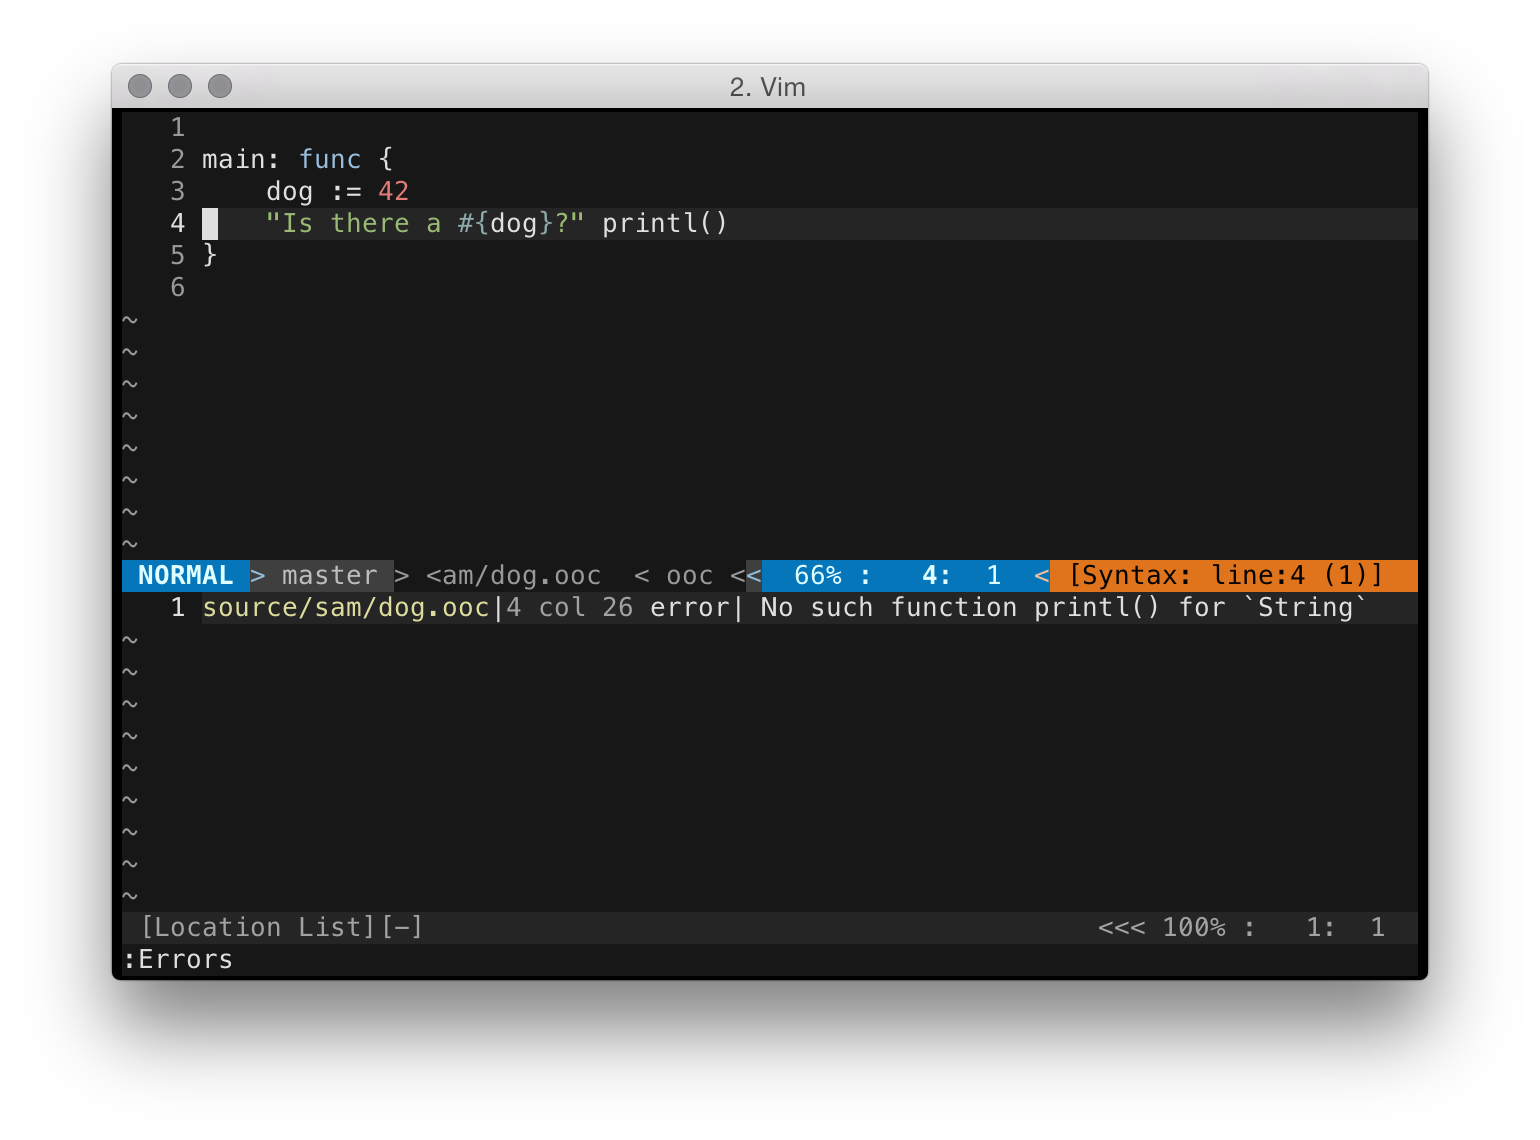 2. Vim
1
2 main: func {
3     dog := 42
4     "Is there a #{dog}?" printl()
5 }
6
~
~
~
~
~
~
~
~
NORMAL > master > <am/dog.ooc  < ooc << 66% :   4:  1  < [Syntax: line:4 (1)]
1 source/sam/dog.ooc|4 col 26 error| No such function printl() for `String`
~
~
~
~
~
~
~
~
~
[Location List][-] <<< 100% :   1:  1
:Errors